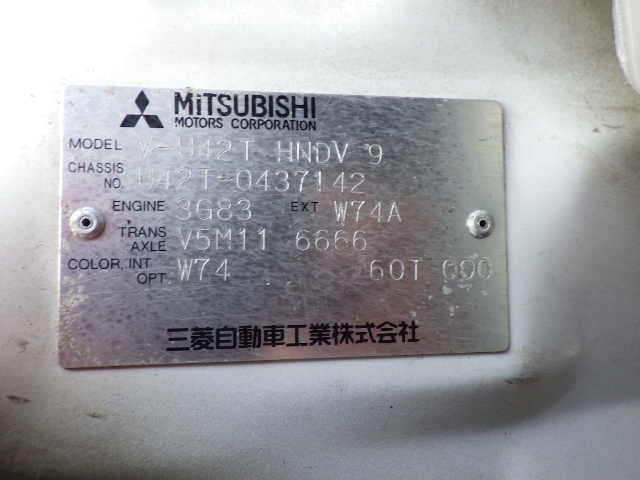 MiTSUBISHI
MOTORS CORPORATION
MODEL V-U42T HNDV 9
CHASSIS NO. U42T-0437142
ENGINE 3G83 EXT W74A
TRANS AXLE V5M11 6666
COLOR, INT OPT W74 60T 000
三菱自動車工業株式会社